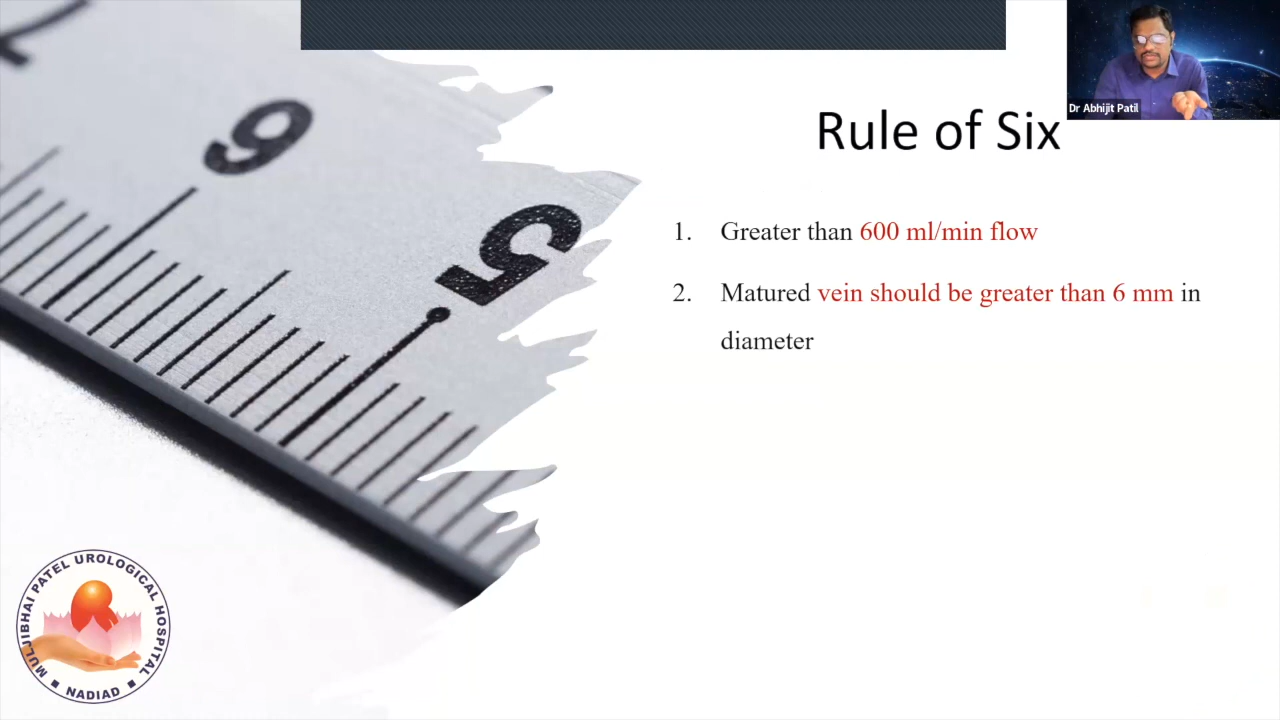 6
5
Dr Abhijit Patil
Rule of Six
1. Greater than 600 ml/min flow
2. Matured vein should be greater than 6 mm in
diameter
MULJIBHAI PATEL UROLOGICAL HOSPITAL
NADIAD